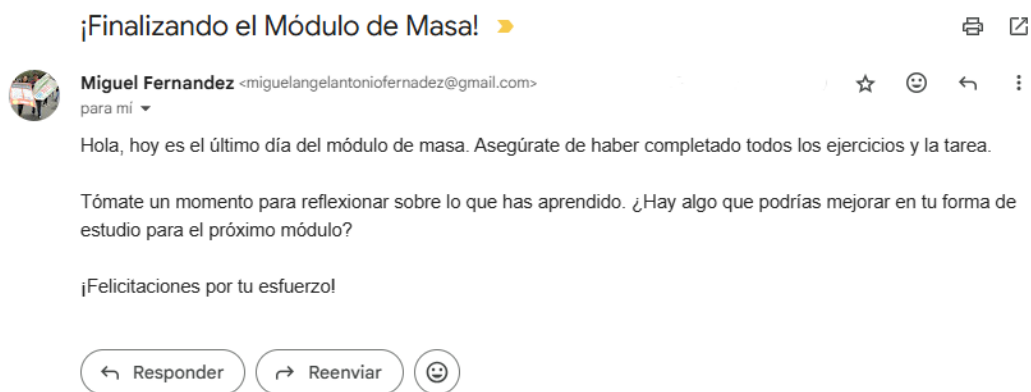 ¡Finalizando el Módulo de Masa!
Miguel Fernandez <miguelangelantoniofernadez@gmail.com>
para mí
Hola, hoy es el último día del módulo de masa. Asegúrate de haber completado todos los ejercicios y la tarea.
Tómate un momento para reflexionar sobre lo que has aprendido. ¿Hay algo que podrías mejorar en tu forma de
estudio para el próximo módulo?
¡Felicitaciones por tu esfuerzo!
Responder
Reenviar